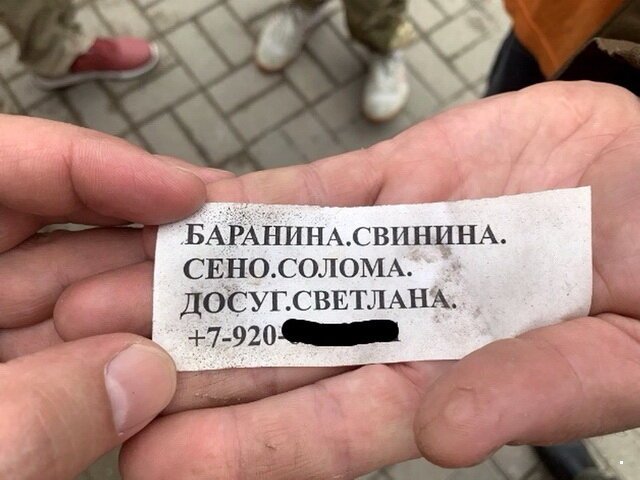 БАРАНИНА.СВИНИНА.
СЕНО.СОЛОМА.
ДОСУГ.СВЕТЛАНА.
+7-920-